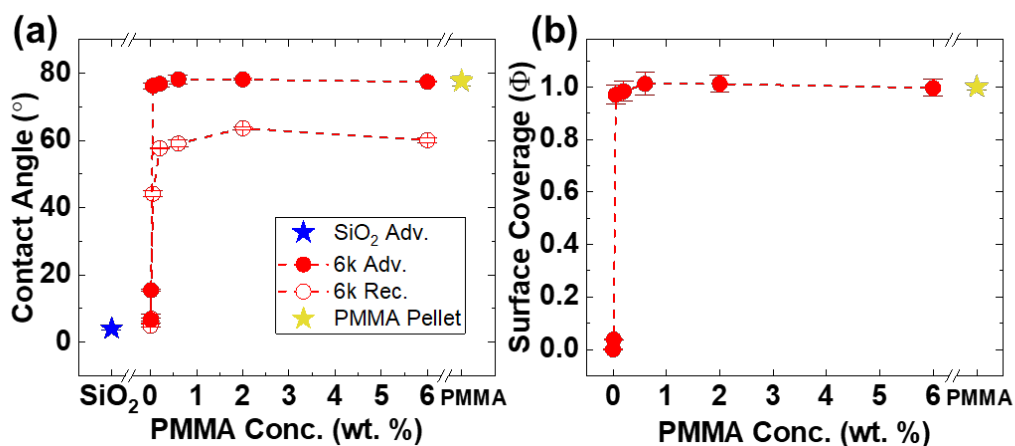 (a)
Contact Angle (°)
80
60
40
20
0
SiO₂ Adv.
6k Adv.
6k Rec.
PMMA Pellet
SiO₂ 0 1 2 3 4 5 6 PMMA
PMMA Conc. (wt. %)
(b)
Surface Coverage (Φ)
1.0
0.8
0.6
0.4
0.2
0.0
0 1 2 3 4 5 6 PMMA
PMMA Conc. (wt. %)